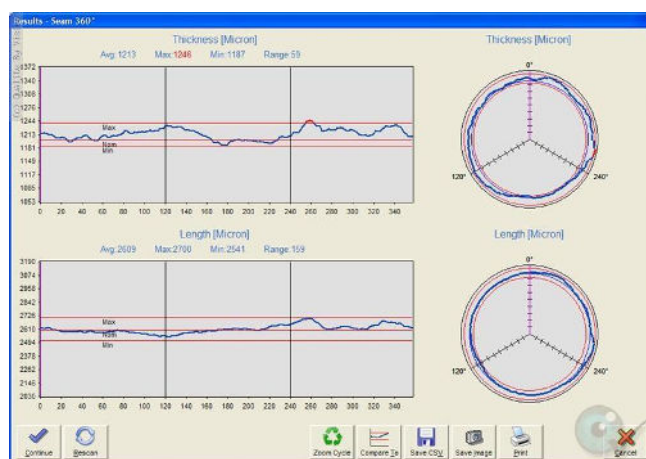 Results - Seam 360°
Thickness [Micron]
Avg:1213 Max:1246 Min:1187 Range:59
1372
1340
1308
1276
1244
1213
1181
1149
1117
1085
1053
Max
Nom
Min
0 20 40 60 80 100 120 140 160 180 200 220 240 260 280 300 320 340
Thickness [Micron]
0°
120°
240°
Length [Micron]
Avg:2609 Max:2700 Min:2541 Range:159
3190
3074
2958
2842
2726
2610
2494
2378
2262
2146
2030
Max
Nom
Min
0 20 40 60 80 100 120 140 160 180 200 220 240 260 280 300 320 340
Length [Micron]
0°
120°
240°
Continue
Rescan
Zoom Cycle
Compare To
Save CSV
Save Image
Print
Cancel